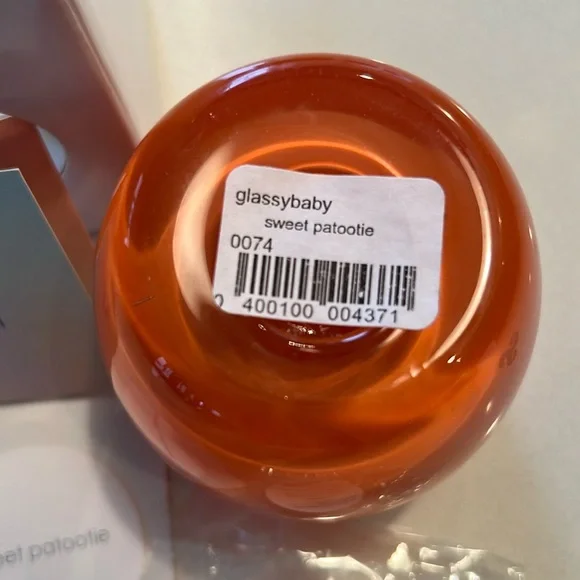 glassybaby
sweet patootie
0074
0 400100 004371
eet patootie